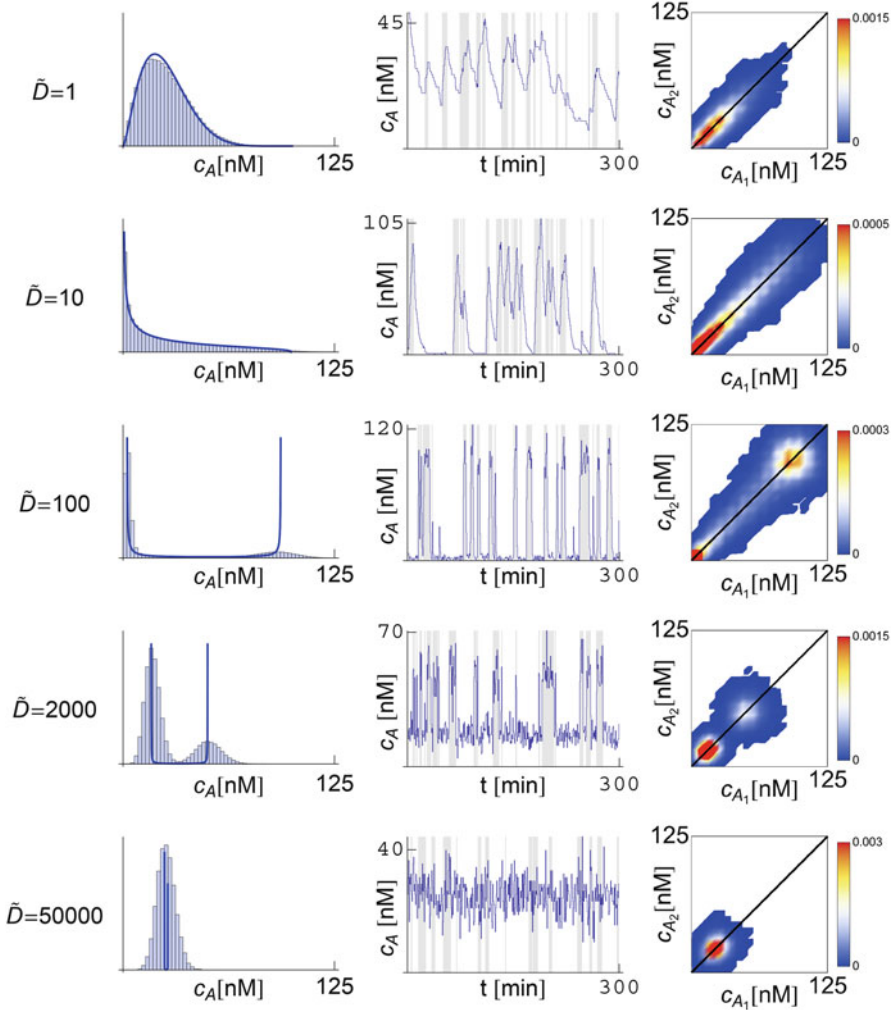 D̃=1
c_A[nM]
125
45
c_A [nM]
t [min]
300
125
c_A₂[nM]
c_A₁[nM]
125
0.0015
0
D̃=10
c_A[nM]
125
105
c_A [nM]
t [min]
300
125
c_A₂[nM]
c_A₁[nM]
125
0.0005
0
D̃=100
c_A[nM]
125
120
c_A [nM]
t [min]
300
125
c_A₂[nM]
c_A₁[nM]
125
0.0003
0
D̃=2000
c_A[nM]
125
70
c_A [nM]
t [min]
300
125
c_A₂[nM]
c_A₁[nM]
125
0.0015
0
D̃=50000
c_A[nM]
125
40
c_A [nM]
t [min]
300
125
c_A₂[nM]
c_A₁[nM]
125
0.003
0